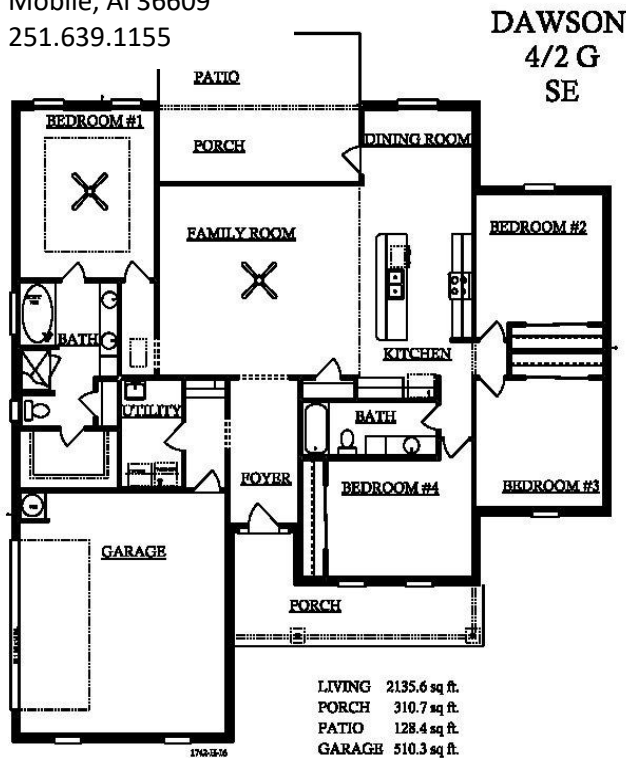 Mobile, Al 36609
251.639.1155
DAWSON
4/2 G
SE
PATIO
BEDROOM #1
PORCH
DINING ROOM
FAMILY ROOM
BEDROOM #2
BATH
KITCHEN
UTILITY
BATH
FOYER
BEDROOM #4
BEDROOM #3
GARAGE
PORCH
LIVING 2135.6 sq ft.
PORCH 310.7 sq ft.
PATIO 128.4 sq ft.
GARAGE 510.3 sq ft.